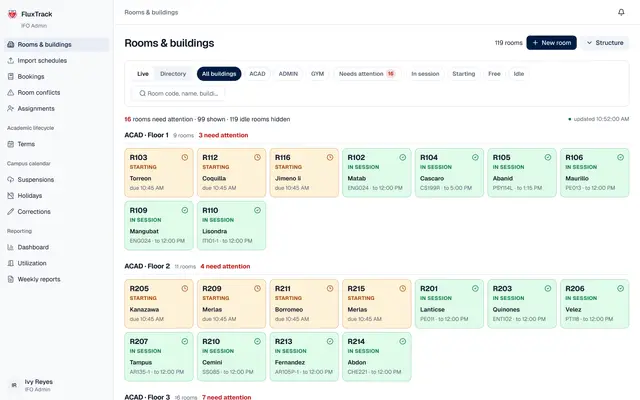 FluxTrack
IFO Admin
Rooms & buildings
Import schedules
Bookings
Room conflicts
Assignments
Academic lifecycle
Terms
Campus calendar
Suspensions
Holidays
Corrections
Reporting
Dashboard
Utilization
Weekly reports
IR
Ivy Reyes
IFO Admin
Rooms & buildings
Rooms & buildings
119 rooms
+ New room
Structure
Live Directory All buildings ACAD ADMIN GYM Needs attention 16 In session Starting Free Idle
Room code, name, buildi...
16 rooms need attention · 99 shown · 119 idle rooms hidden
updated 10:52:00 AM
ACAD · Floor 1 9 rooms 3 need attention
R103
STARTING
Torreon
due 10:45 AM
R112
STARTING
Coquilla
due 10:45 AM
R116
STARTING
Jimeno Ii
due 10:45 AM
R102
IN SESSION
Matab
ENG024 · to 12:00 PM
R104
IN SESSION
Cascaro
CS199R · to 5:00 PM
R105
IN SESSION
Abanid
PSY114L · to 1:15 PM
R106
IN SESSION
Maurillo
PE013 · to 12:00 PM
R109
IN SESSION
Mangubat
ENG024 · to 12:00 PM
R110
IN SESSION
Lisondra
IT101-1 · to 12:00 PM
ACAD · Floor 2 11 rooms 4 need attention
R205
STARTING
Kanazawa
due 10:45 AM
R209
STARTING
Merias
due 10:45 AM
R211
STARTING
Borromeo
due 10:45 AM
R215
STARTING
Merias
due 10:45 AM
R201
IN SESSION
Lanticse
PE011 · to 12:00 PM
R203
IN SESSION
Quinones
ENT102 · to 12:00 PM
R206
IN SESSION
Velez
PT118 · to 12:00 PM
R207
IN SESSION
Tampus
AR135-1 · to 12:00 PM
R210
IN SESSION
Cemini
SSG85 · to 12:00 PM
R213
IN SESSION
Fernandez
AR105P-1 · to 12:00 PM
R214
IN SESSION
Abdon
CHE221 · to 12:00 PM
ACAD · Floor 3 16 rooms 7 need attention